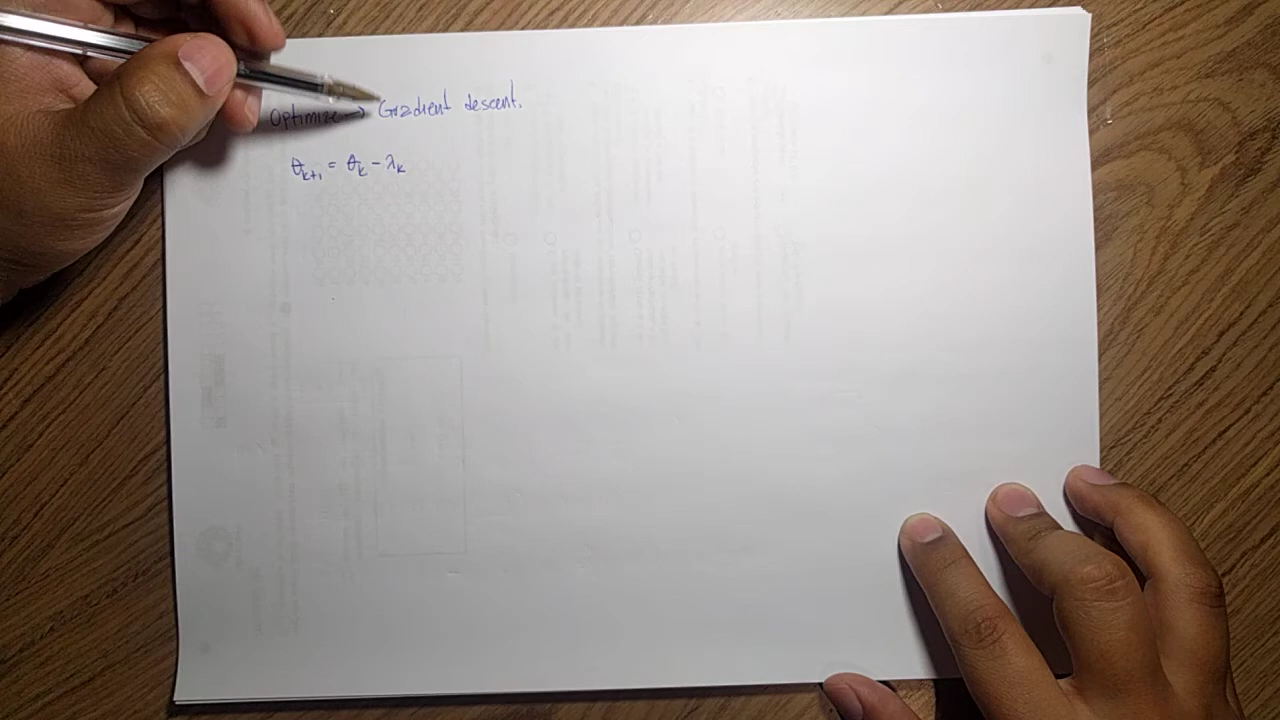 Optimize → Gradient descent.
θₖ₊₁ = θₖ - λₖ